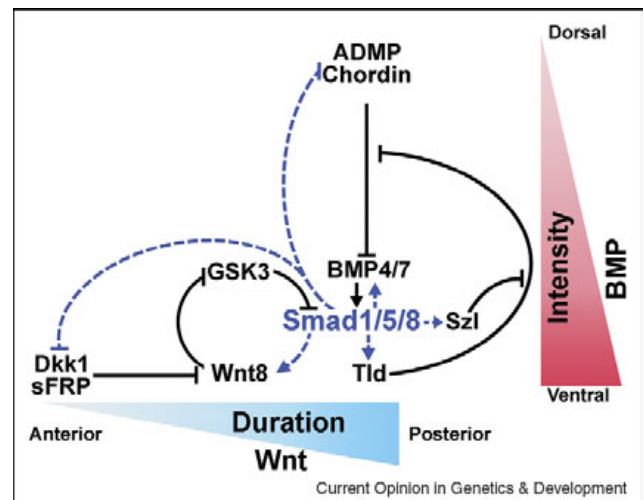 Dorsal
ADMP
Chordin
Intensity
BMP
BMP4/7
GSK3
Smad1/5/8
Szl
Dkk1
sFRP
Wnt8
Tld
Ventral
Anterior
Duration
Posterior
Wnt
Current Opinion in Genetics & Development